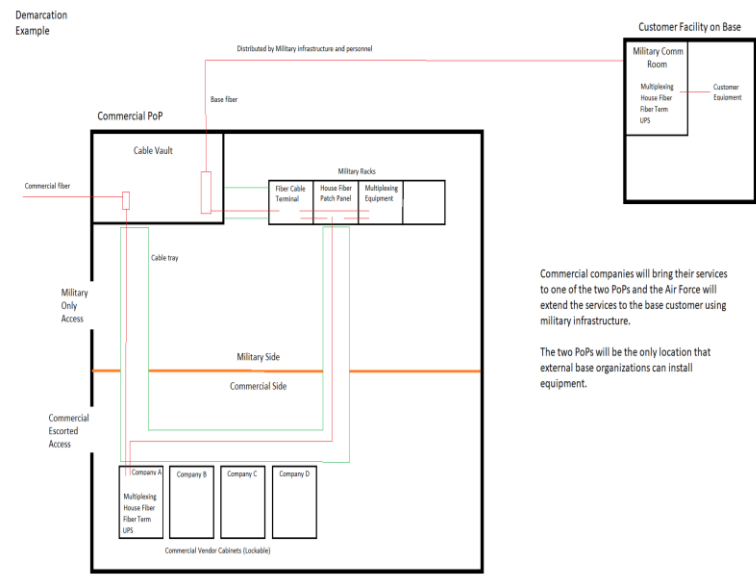 Demarcation
Example
Customer Facility on Base
Distributed by Military infrastructure and personnel
Military Comm
Room
Multiplexing
House Fiber
Fiber Term
UPS
Customer
Equipment
Base fiber
Commercial PoP
Cable Vault
Military Racks
Commercial fiber
Fiber Cable
Terminal
House Fiber
Patch Panel
Multiplexing
Equipment
Cable tray
Military
Only
Access
Commercial companies will bring their services
to one of the two PoPs and the Air Force will
extend the services to the base customer using
military infrastructure.
The two PoPs will be the only location that
external base organizations can install
equipment.
Military Side
Commercial Side
Commercial
Escorted
Access
Company A
Multiplexing
House Fiber
Fiber Term
UPS
Company B
Company C
Company D
Commercial Vendor Cabinets (Lockable)